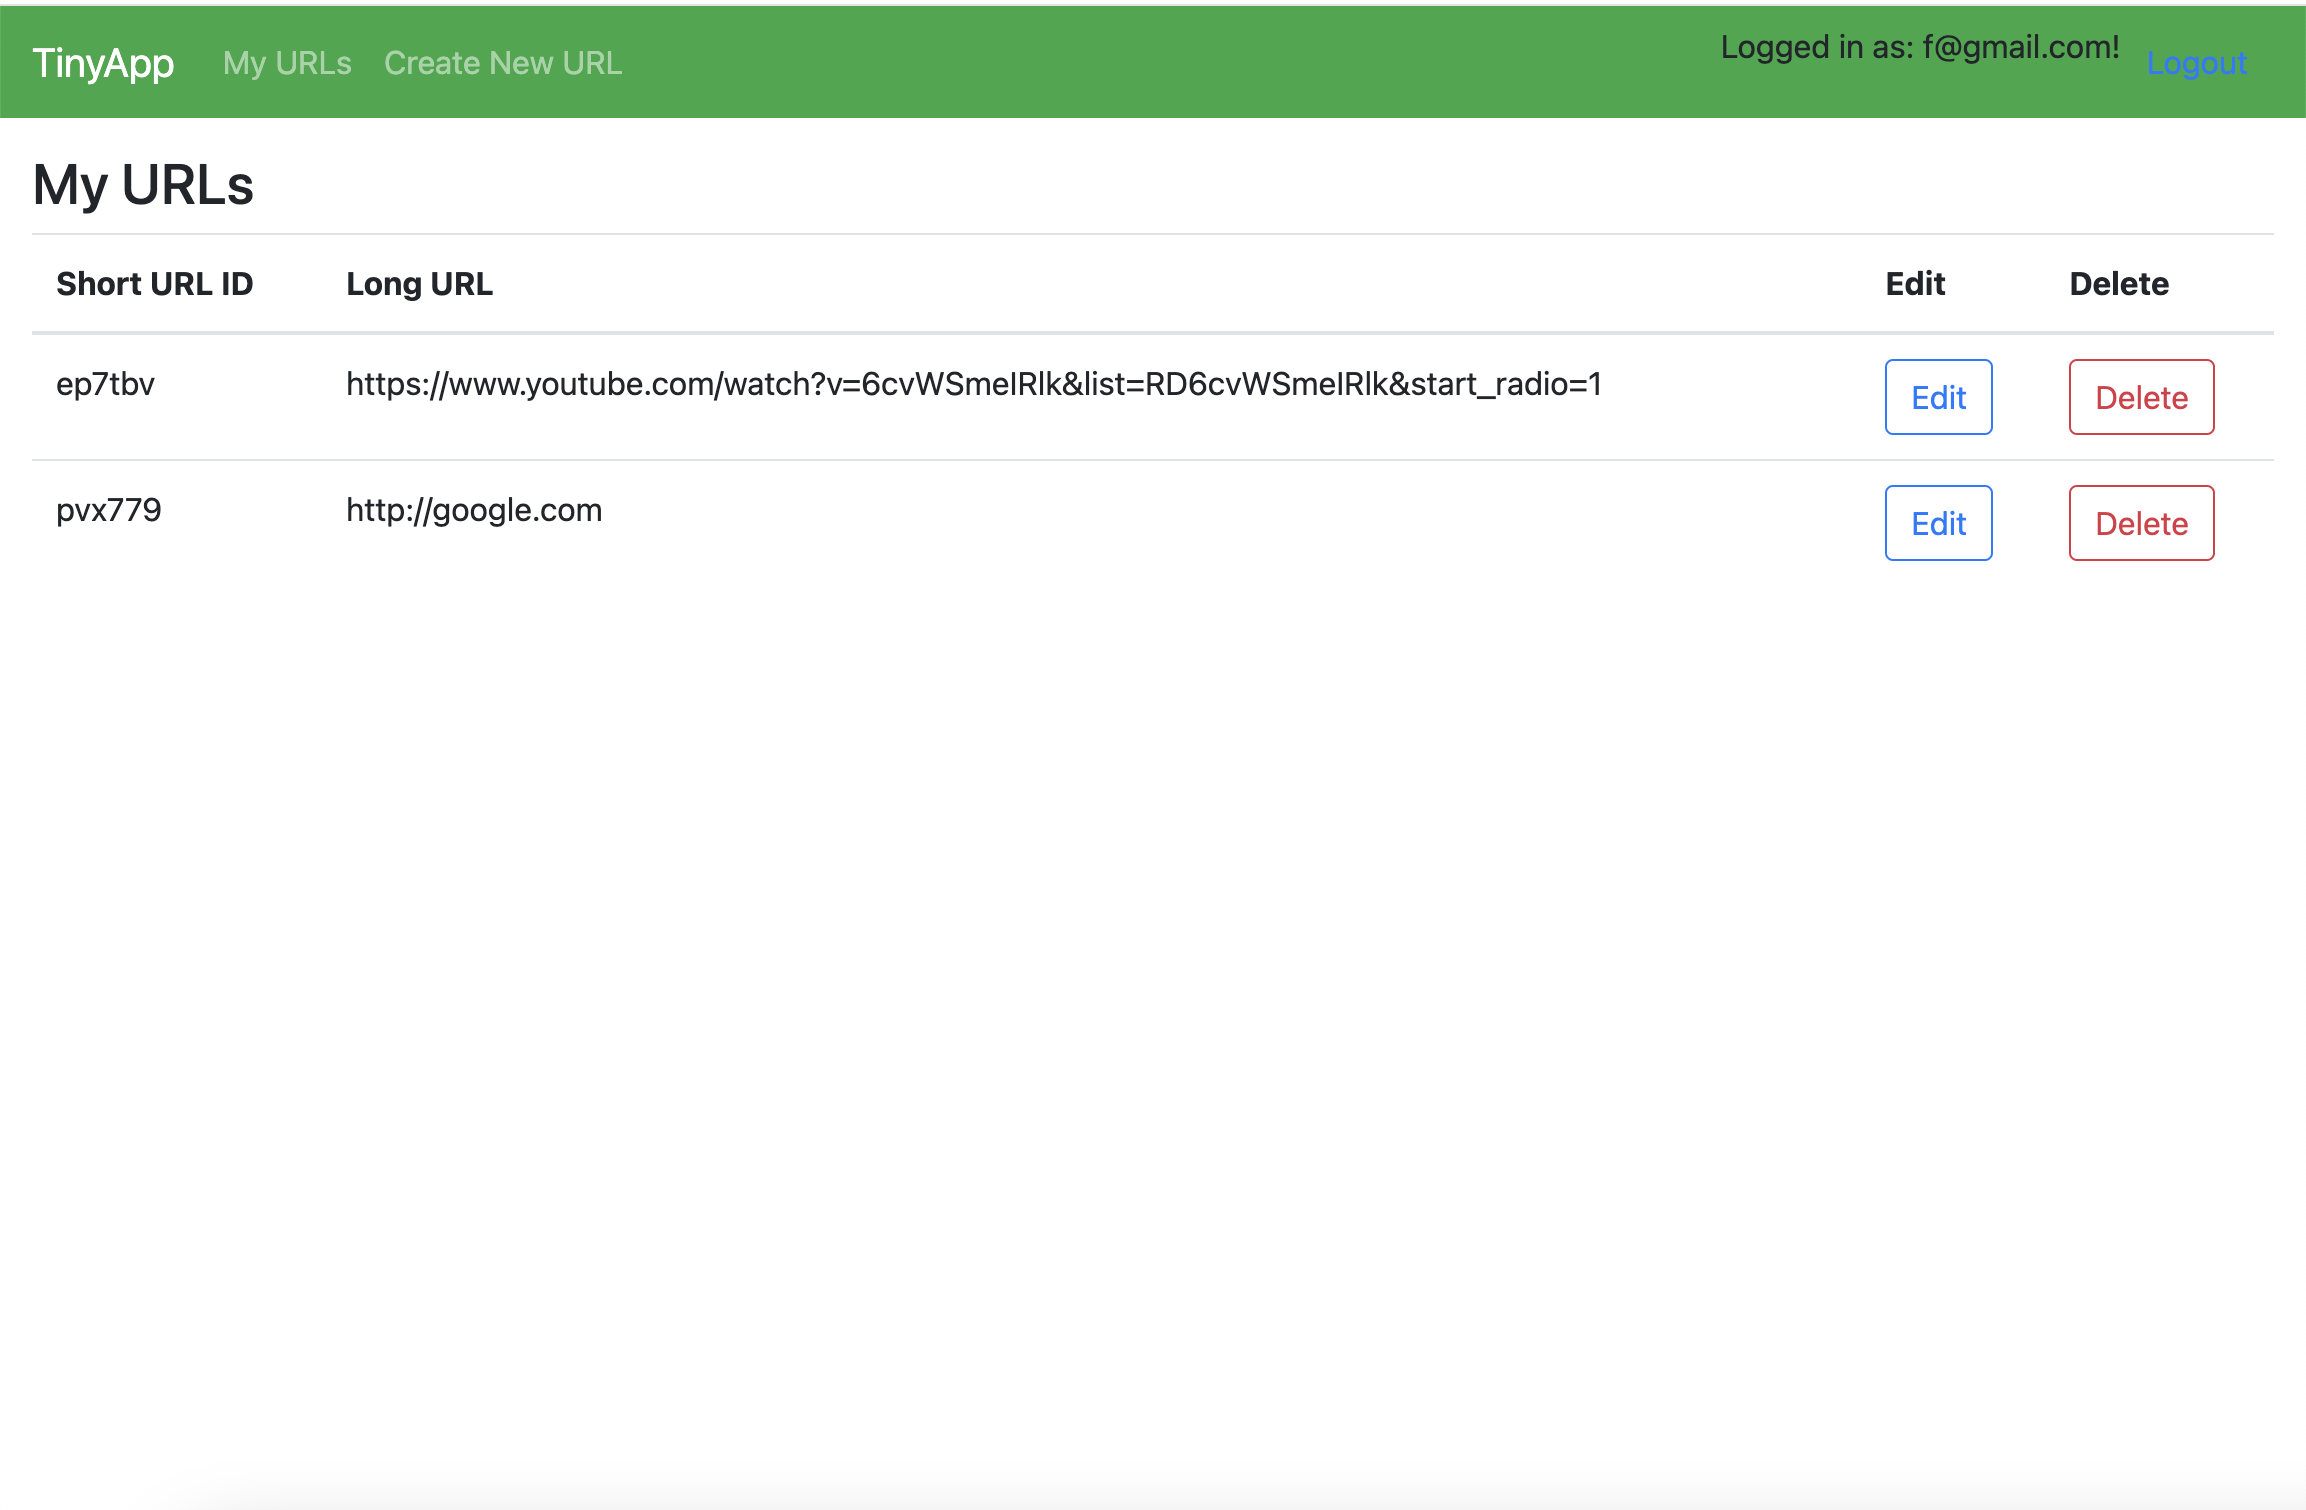 TinyApp My URLs Create New URL Logged in as: f@gmail.com! Logout
My URLs
Short URL ID Long URL Edit Delete
ep7tbv https://www.youtube.com/watch?v=6cvWSmeIRlk&list=RD6cvWSmeIRlk&start_radio=1 Edit Delete
pvx779 http://google.com Edit Delete